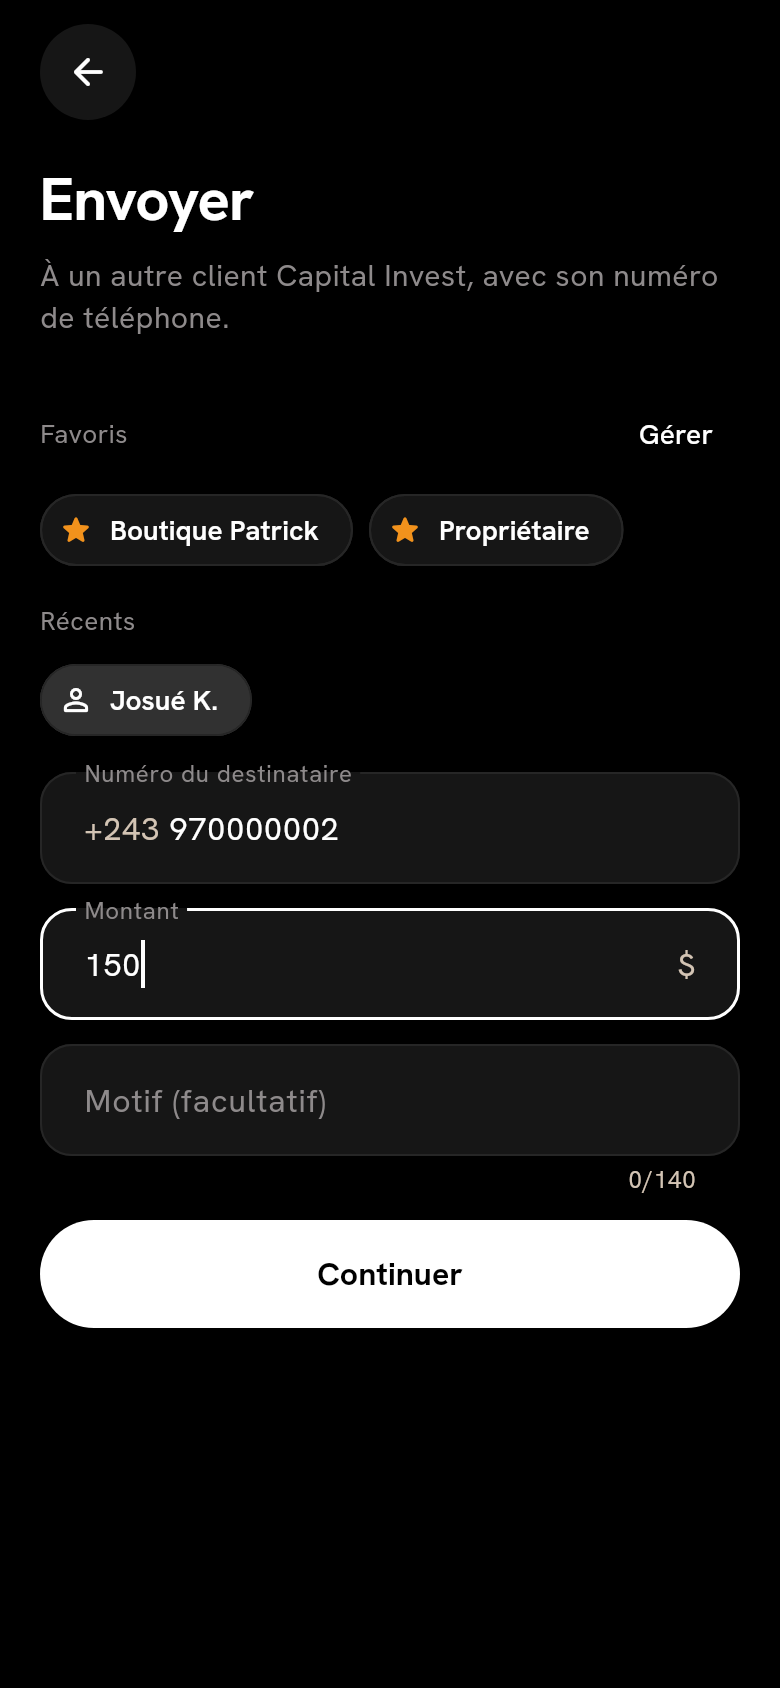 Envoyer
À un autre client Capital Invest, avec son numéro
de téléphone.
Favoris
Gérer
Boutique Patrick
Propriétaire
Récents
Josué K.
Numéro du destinataire
+243 970000002
Montant
150
$
Motif (facultatif)
0/140
Continuer